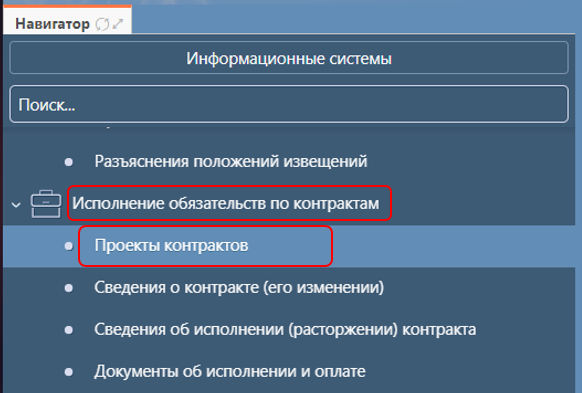 Навигатор
Информационные системы
Поиск...
Разъяснения положений извещений
Исполнение обязательств по контрактам
Проекты контрактов
Сведения о контракте (его изменении)
Сведения об исполнении (расторжении) контракта
Документы об исполнении и оплате